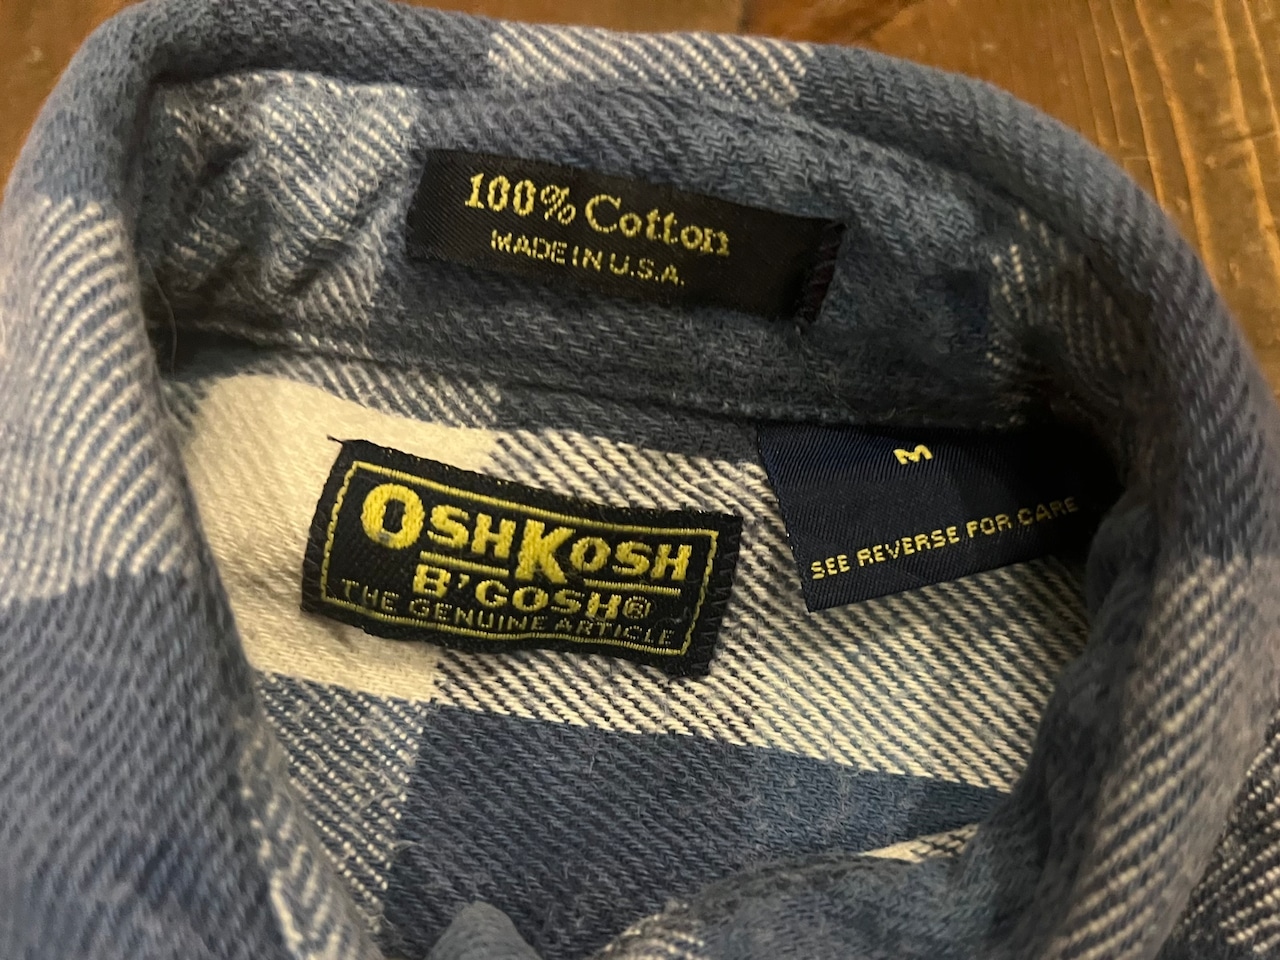 100% Cotton
MADE IN U.S.A.
M
SEE REVERSE FOR CARE
OSHKOSH
B'GOSH®
THE GENUINE ARTICLE